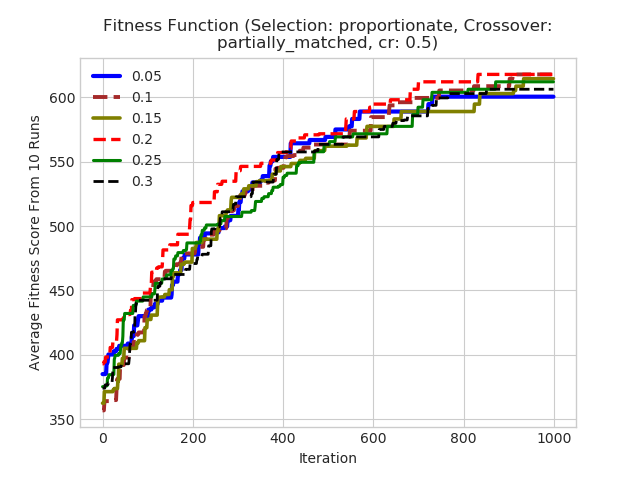 Fitness Function (Selection: proportionate, Crossover:
partially_matched, cr: 0.5)
0.05
0.1
0.15
0.2
0.25
0.3
600
550
500
450
400
350
Average Fitness Score From 10 Runs
0 200 400 600 800 1000
Iteration